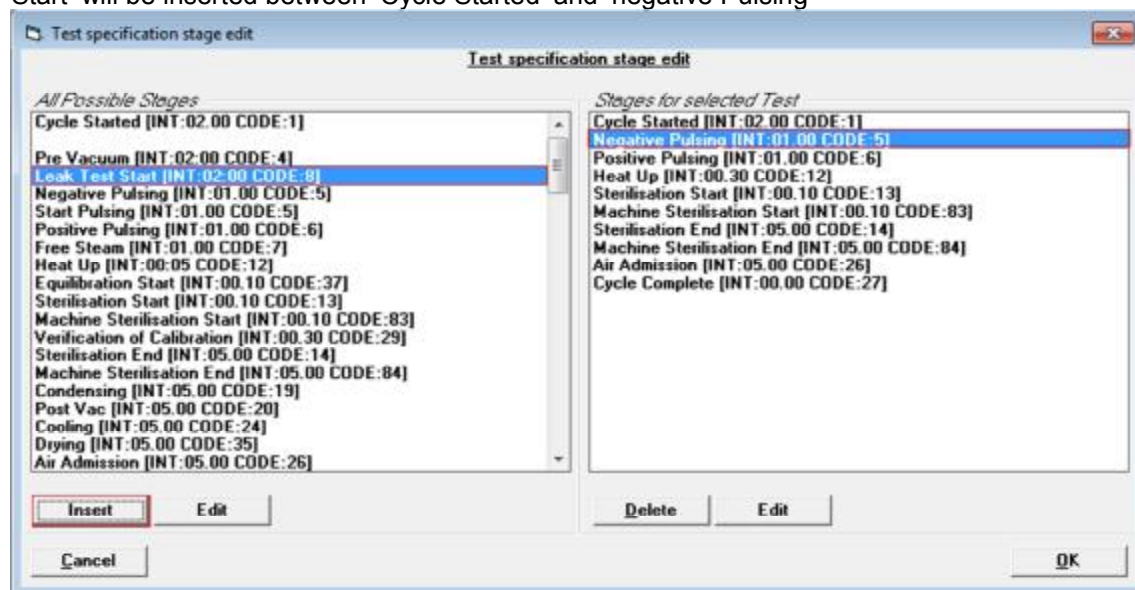 Start' will be inserted between 'Cycle Started' and 'negative Pulsing'
Test specification stage edit
Test specification stage edit
All Possible Stages
Cycle Started [INT:02.00 CODE:1]
Pre Vacuum [INT:02:00 CODE:4]
Leak Test Start [INT:02:00 CODE:8]
Negative Pulsing [INT:01.00 CODE:5]
Start Pulsing [INT:01.00 CODE:5]
Positive Pulsing [INT:01.00 CODE:6]
Free Steam [INT:01.00 CODE:7]
Heat Up [INT:00:05 CODE:12]
Equilibration Start [INT:00.10 CODE:37]
Sterilisation Start [INT:00.10 CODE:13]
Machine Sterilisation Start [INT:00.10 CODE:83]
Verification of Calibration [INT:00.30 CODE:29]
Sterilisation End [INT:05.00 CODE:14]
Machine Sterilisation End [INT:05.00 CODE:84]
Condensing [INT:05.00 CODE:19]
Post Vac [INT:05.00 CODE:20]
Cooling [INT:05.00 CODE:24]
Drying [INT:05.00 CODE:35]
Air Admission [INT:05.00 CODE:26]
Insert
Edit
Stages for selected Test
Cycle Started [INT:02.00 CODE:1]
Negative Pulsing [INT:01.00 CODE:5]
Positive Pulsing [INT:01.00 CODE:6]
Heat Up [INT:00.30 CODE:12]
Sterilisation Start [INT:00.10 CODE:13]
Machine Sterilisation Start [INT:00.10 CODE:83]
Sterilisation End [INT:05.00 CODE:14]
Machine Sterilisation End [INT:05.00 CODE:84]
Air Admission [INT:05.00 CODE:26]
Cycle Complete [INT:00.00 CODE:27]
Delete
Edit
Cancel
OK